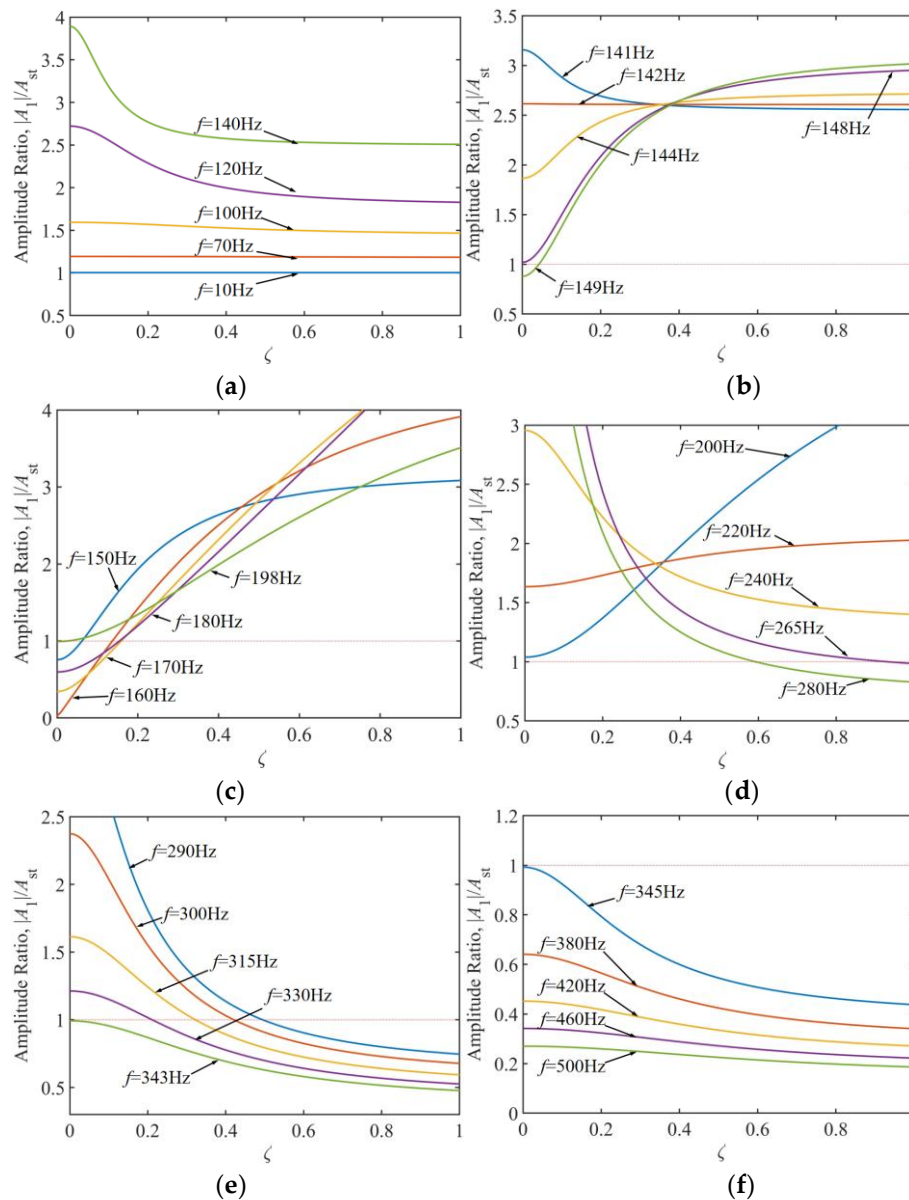 4
3.5
3
2.5
2
1.5
1
0.5
Amplitude Ratio, |A₁|/A_st
f=140Hz
f=120Hz
f=100Hz
f=70Hz
f=10Hz
0 0.2 0.4 0.6 0.8 1
ζ
(a)
3.5
3
2.5
2
1.5
1
0.5
Amplitude Ratio, |A₁|/A_st
f=141Hz
f=142Hz
f=148Hz
f=144Hz
f=149Hz
0 0.2 0.4 0.6 0.8
ζ
(b)
4
3
2
1
0
Amplitude Ratio, |A₁|/A_st
f=150Hz
f=198Hz
f=180Hz
f=170Hz
f=160Hz
0 0.2 0.4 0.6 0.8 1
ζ
(c)
3
2.5
2
1.5
1
0.5
Amplitude Ratio, |A₁|/A_st
f=200Hz
f=220Hz
f=240Hz
f=265Hz
f=280Hz
0 0.2 0.4 0.6 0.8
ζ
(d)
2.5
2
1.5
1
0.5
Amplitude Ratio, |A₁|/A_st
f=290Hz
f=300Hz
f=315Hz
f=330Hz
f=343Hz
0 0.2 0.4 0.6 0.8 1
ζ
(e)
1.2
1
0.8
0.6
0.4
0.2
0
Amplitude Ratio, |A₁|/A_st
f=345Hz
f=380Hz
f=420Hz
f=460Hz
f=500Hz
0 0.2 0.4 0.6 0.8
ζ
(f)